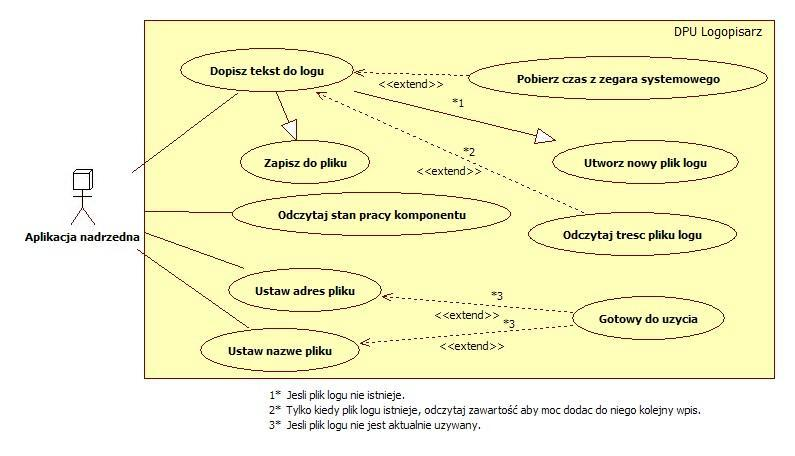 DPU Logopisarz
Dopisz tekst do logu
Pobierz czas z zegara systemowego
<<extend>>
*1
Zapisz do pliku
*2
<<extend>>
Utworz nowy plik logu
Odczytaj stan pracy komponentu
Odczytaj tresc pliku logu
Aplikacja nadrzedna
Ustaw adres pliku
*3
<<extend>>
Gotowy do uzycia
*3
<<extend>>
Ustaw nazwe pliku
1* Jesli plik logu nie istnieje.
2* Tylko kiedy plik logu istnieje, odczytaj zawartość aby moc dodac do niego kolejny wpis.
3* Jesli plik logu nie jest aktualnie uzywany.